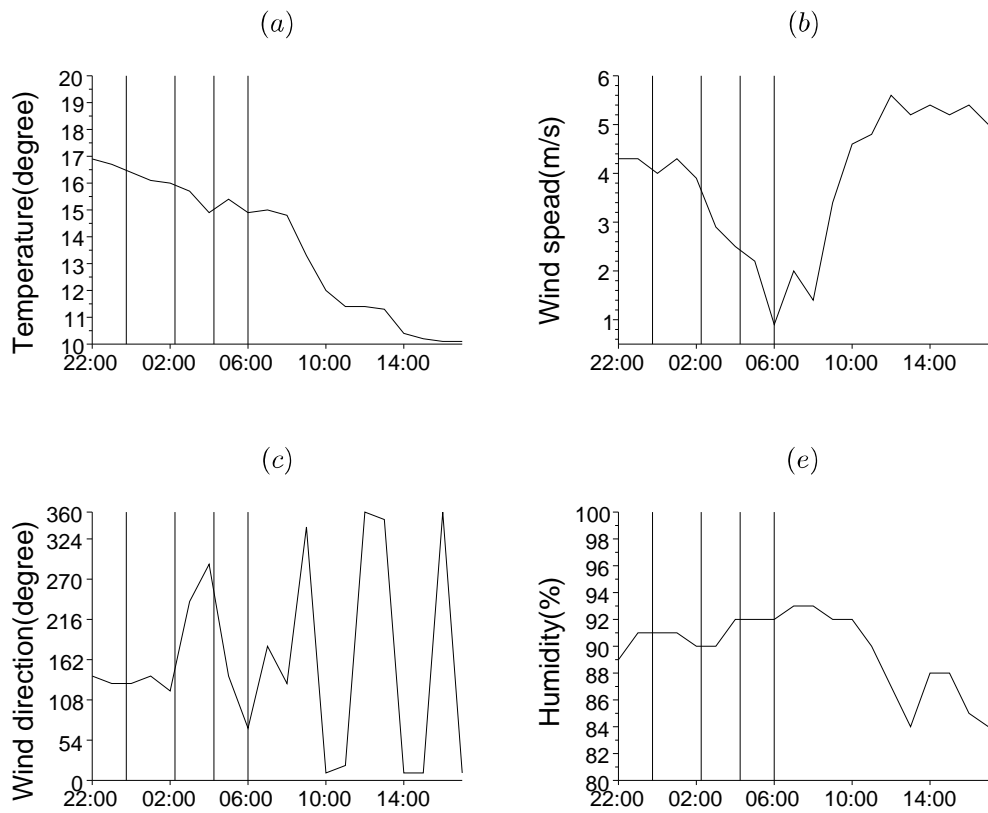 (a)
Temperature(degree)
20
19
17
16
15
14
13
12
11
10
22:00 02:00 06:00 10:00 14:00
(b)
Wind spead(m/s)
6
5
4
3
2
1
22:00 02:00 06:00 10:00 14:00
(c)
Wind direction(degree)
360
324
270
216
162
108
54
0
22:00 02:00 06:00 10:00 14:00
(e)
Humidity(%)
100
98
96
94
92
90
88
86
84
82
80
22:00 02:00 06:00 10:00 14:00